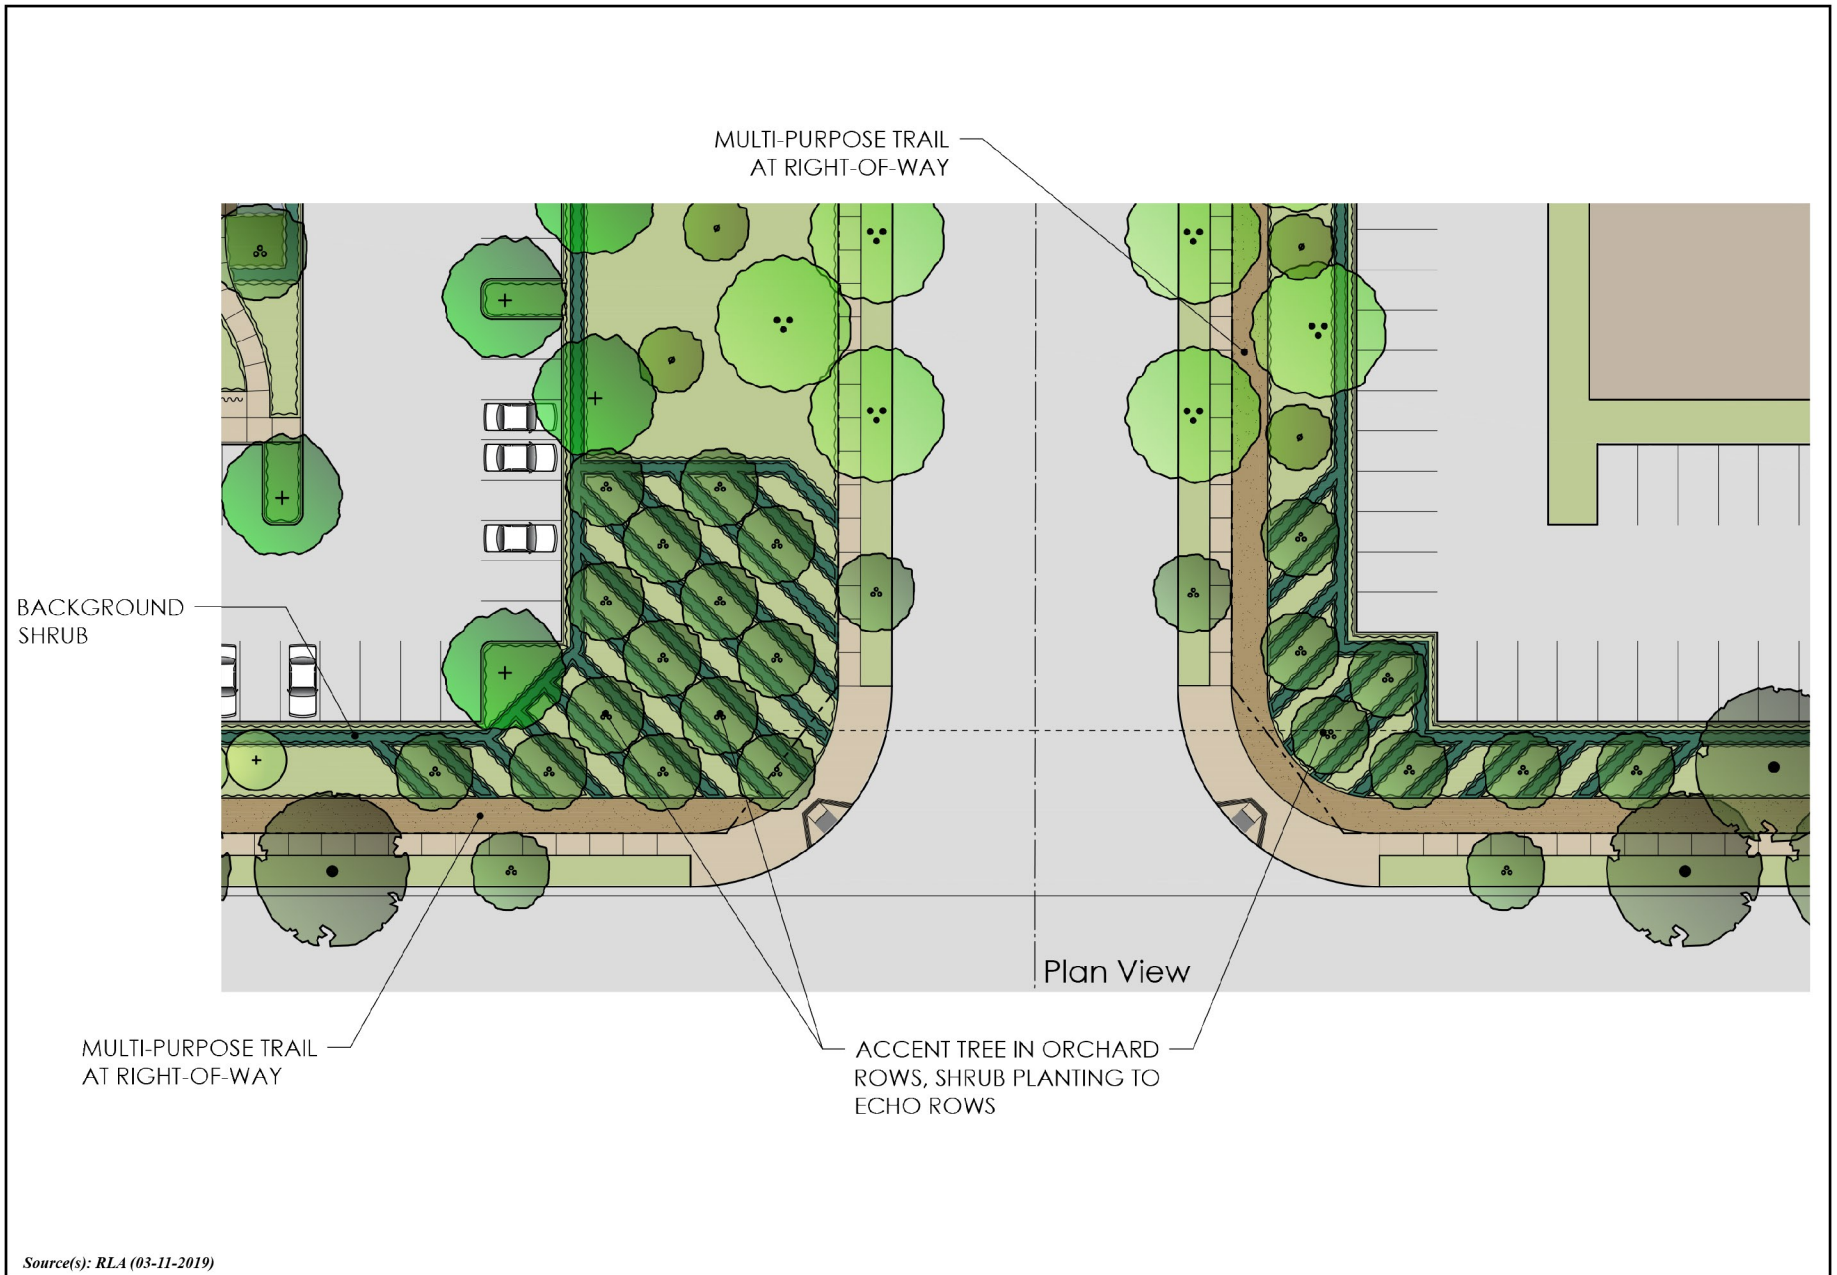 MULTI-PURPOSE TRAIL
AT RIGHT-OF-WAY
BACKGROUND
SHRUB
Plan View
MULTI-PURPOSE TRAIL
AT RIGHT-OF-WAY
ACCENT TREE IN ORCHARD
ROWS, SHRUB PLANTING TO
ECHO ROWS
Source(s): RLA (03-11-2019)